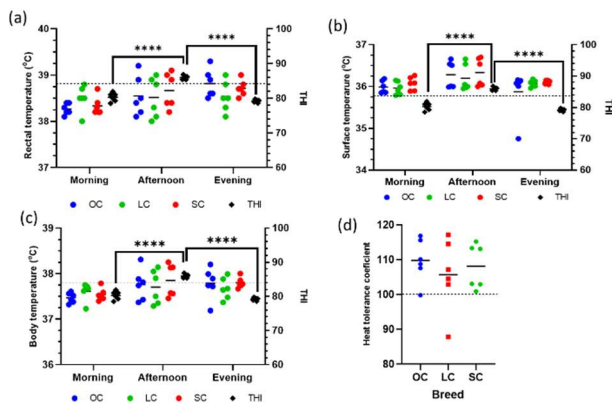 (a)
****
****
Rectal temperature (°C)
40
39
38
37
100
90
80
70
60
THI
Morning
Afternoon
Evening
OC
LC
SC
THI
(b)
****
****
Surface temperature (°C)
37
36
35
34
100
90
80
70
60
THI
Morning
Afternoon
Evening
OC
LC
SC
THI
(c)
****
****
Body temperature (°C)
39
38
37
36
100
90
80
70
60
THI
Morning
Afternoon
Evening
OC
LC
SC
THI
(d)
Heat tolerance coeficient
120
110
100
90
80
OC
LC
SC
Breed